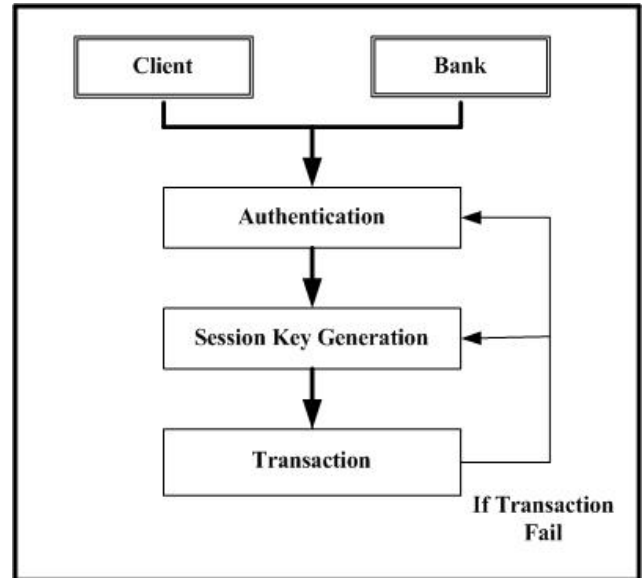 Client
Bank
Authentication
Session Key Generation
Transaction
If Transaction
Fail